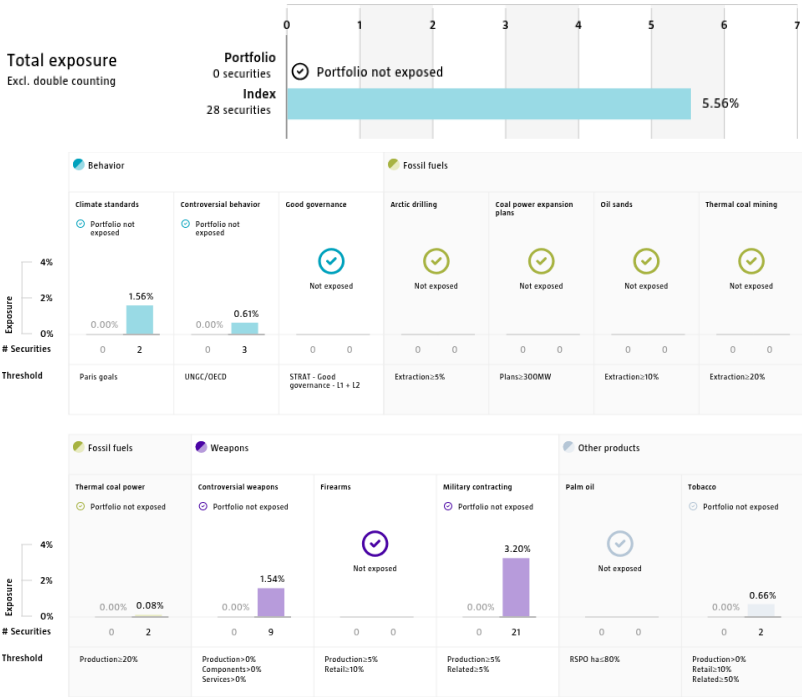 0 1 2 3 4 5 6 7
Total exposure
Excl. double counting
Portfolio
0 securities
Portfolio not exposed
Index
28 securities
5.56%
Behavior
Fossil fuels
Climate standards
Controversial behavior
Good governance
Arctic drilling
Coal power expansion
plans
Oil sands
Thermal coal mining
Portfolio not
exposed
Portfolio not
exposed
Not exposed
Not exposed
Not exposed
Not exposed
Not exposed
Exposure
4%
2%
0%
0.00% 1.56%
0.00% 0.61%
# Securities 0 2 0 3 0 0 0 0 0 0 0 0 0 0
Threshold
Paris goals
UNGC/OECD
STRAT - Good
governance - L1 + L2
Extraction≥5%
Plans≥300MW
Extraction≥10%
Extraction≥20%
Fossil fuels
Weapons
Other products
Thermal coal power
Controversial weapons
Firearms
Military contracting
Palm oil
Tobacco
Portfolio not exposed
Portfolio not exposed
Not exposed
Portfolio not exposed
Not exposed
Portfolio not exposed
Exposure
4%
2%
0%
0.00% 0.08%
0.00% 1.54%
0.00% 3.20%
0.00% 0.66%
# Securities 0 2 0 9 0 0 0 21 0 0 0 2
Threshold
Production≥20%
Production>0%
Components>0%
Services>0%
Production≥5%
Retail≥10%
Production≥5%
Related≥5%
RSPO ha≤80%
Production>0%
Retail≥10%
Related≥50%